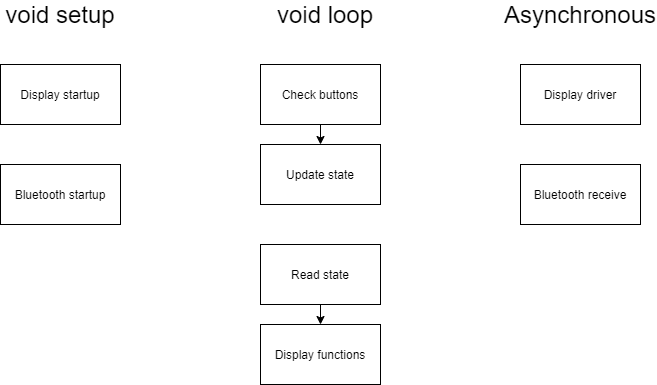 void setup
void loop
Asynchronous
Display startup
Check buttons
Display driver
Bluetooth startup
Update state
Bluetooth receive
Read state
Display functions